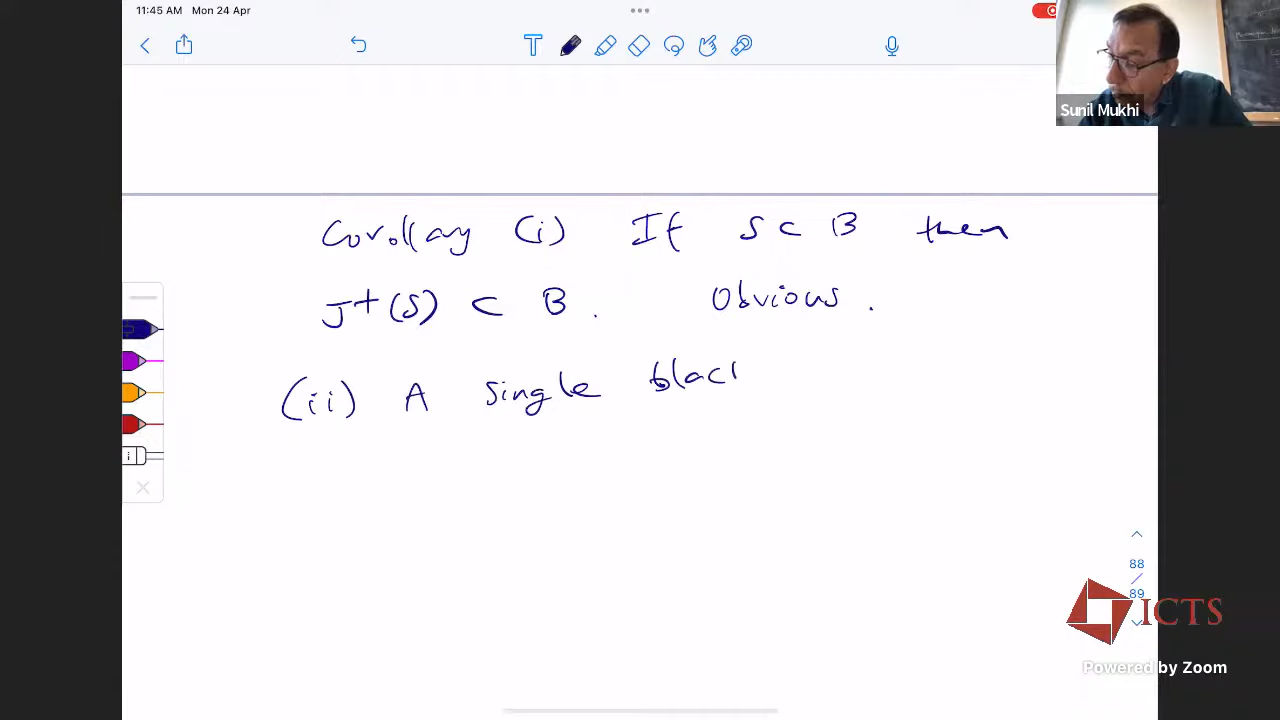 11:45 AM Mon 24 Apr
Sunil Mukhi
Corollary (i) If S ⊂ B then
J+(S) ⊂ B . Obvious .
(ii) A single blac
88
89
ICTS
Powered by Zoom